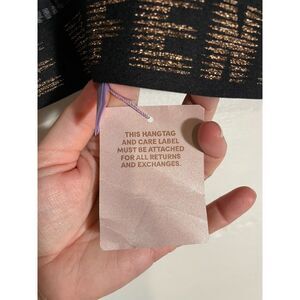 THIS HANGTAG
AND CARE LABEL
MUST BE ATTACHED
FOR ALL RETURNS
AND EXCHANGES.